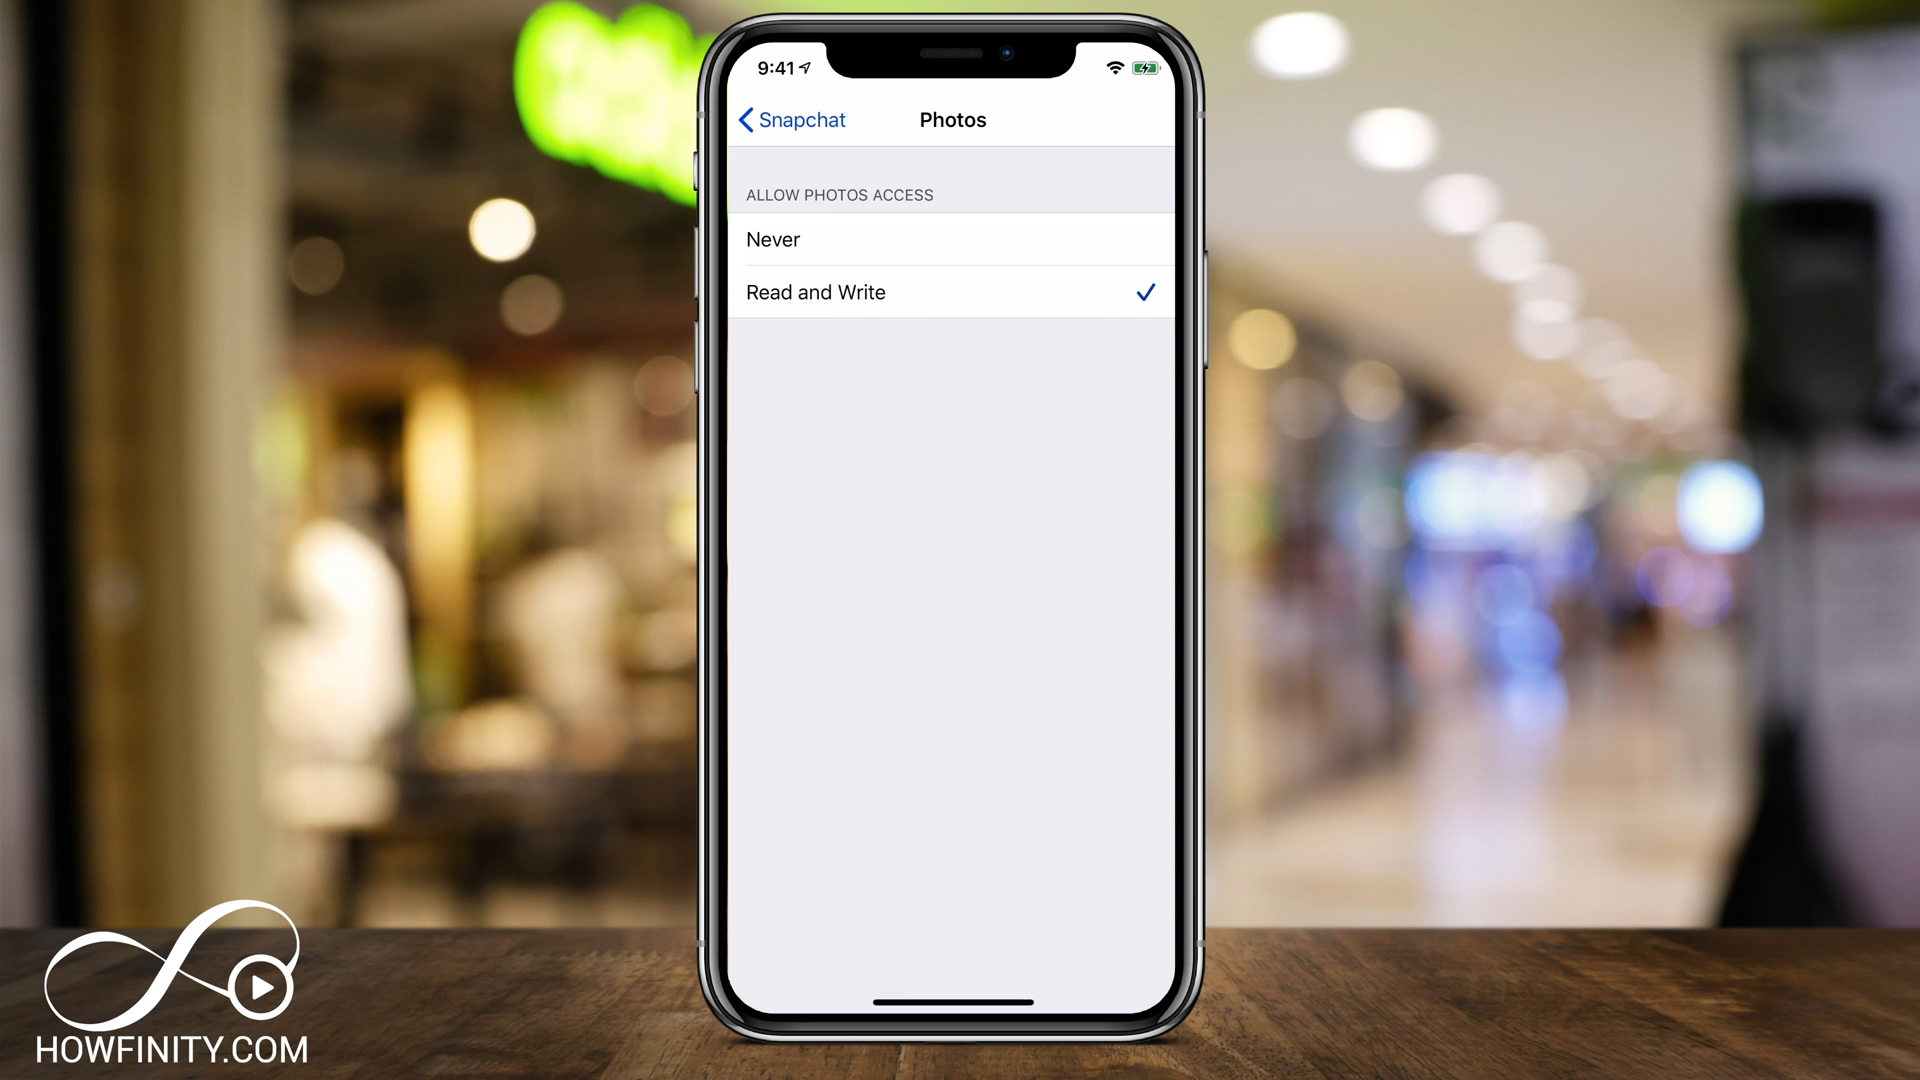 9:41
Snapchat
Photos
ALLOW PHOTOS ACCESS
Never
Read and Write
HOWFINITY.COM